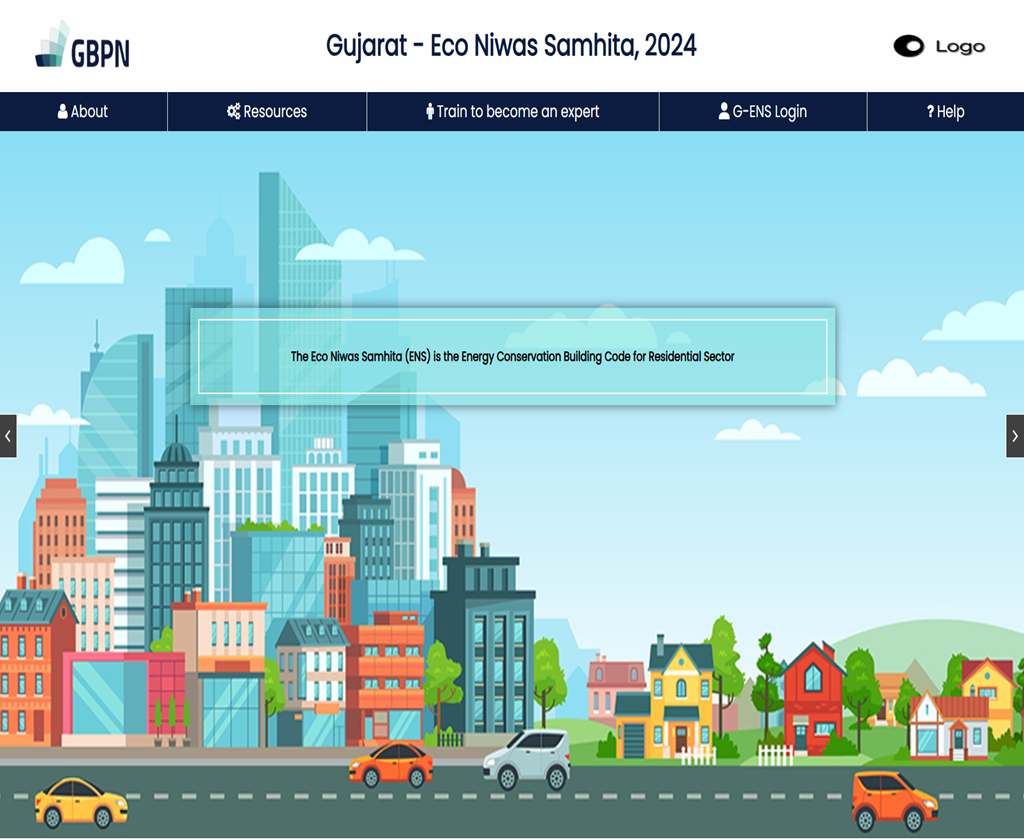 GBPN
Gujarat - Eco Niwas Samhita, 2024
Logo
About
Resources
Train to become an expert
G-ENS Login
? Help
The Eco Niwas Samhita (ENS) is the Energy Conservation Building Code for Residential Sector